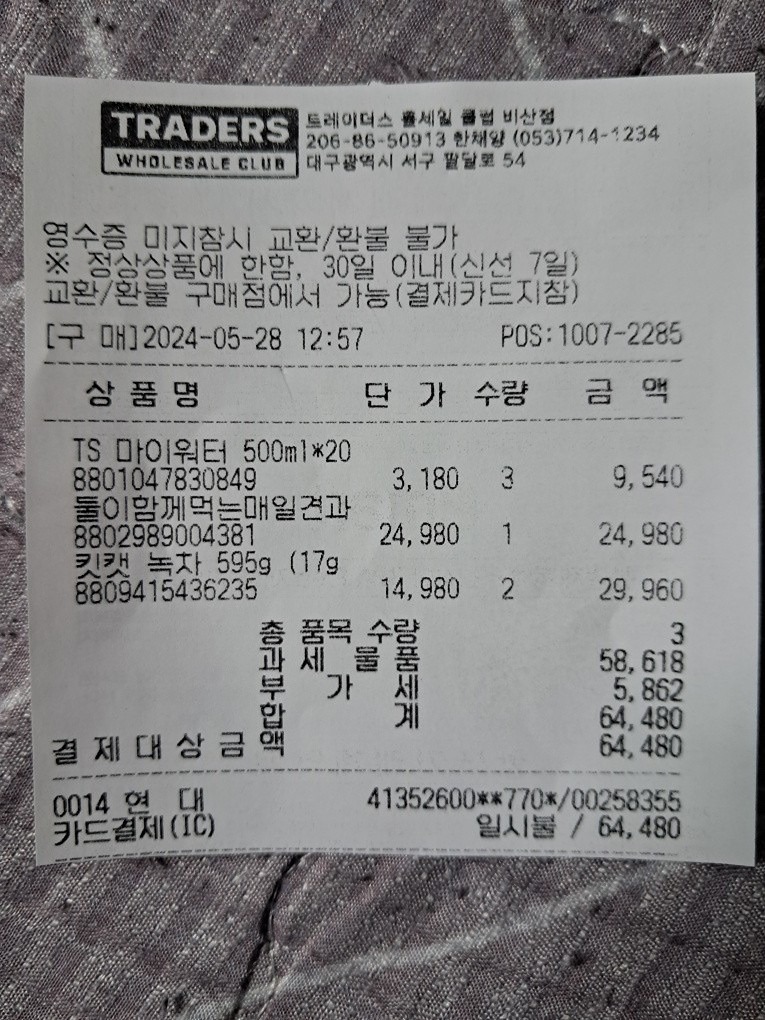 TRADERS
WHOLESALE CLUB
트레이더스 홀세일 클럽 비산점
206-86-50913 한채양 (053)714-1234
대구광역시 서구 팔달로 54
영수증 미지참시 교환/환불 불가
※ 정상상품에 한함, 30일 이내(신선 7일)
교환/환불 구매점에서 가능(결제카드지참)
[구 매]2024-05-28 12:57 POS:1007-2285
상 품 명 단 가 수량 금 액
TS 마이워터 500ml*20
8801047830849 3,180 3 9,540
둘이함께먹는매일견과
8802989004381 24,980 1 24,980
킷캣 녹차 595g (17g
8809415436235 14,980 2 29,960
총 품목 수량 3
과 세 물 품 58,618
부 가 세 5,862
합 계 64,480
결 제 대 상 금 액 64,480
0014 현 대 41352600**770*/00258355
카드결제(IC) 일시불 / 64,480